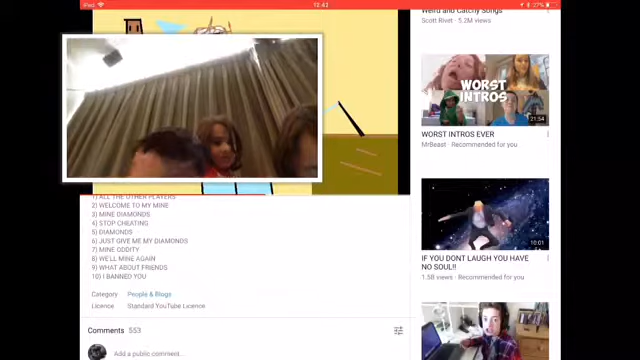 iPad
12:42
37%
Weird and Catchy Songs
Scott Rivet · 5.2M views
WORST
INTROS
21:54
WORST INTROS EVER
MrBeast · Recommended for you
1) ALL THE OTHER PLAYERS
2) WELCOME TO MY MINE
3) MINE DIAMONDS
4) STOP CHEATING
5) DIAMONDS
6) JUST GIVE ME MY DIAMONDS
7) MINE ODDITY
8) WE'LL MINE AGAIN
9) WHAT ABOUT FRIENDS
10) I BANNED YOU
10:01
IF YOU DONT LAUGH YOU HAVE
NO SOUL!!
1.5B views · Recommended for you
Category People & Blogs
Licence Standard YouTube Licence
Comments 553
Add a public comment...